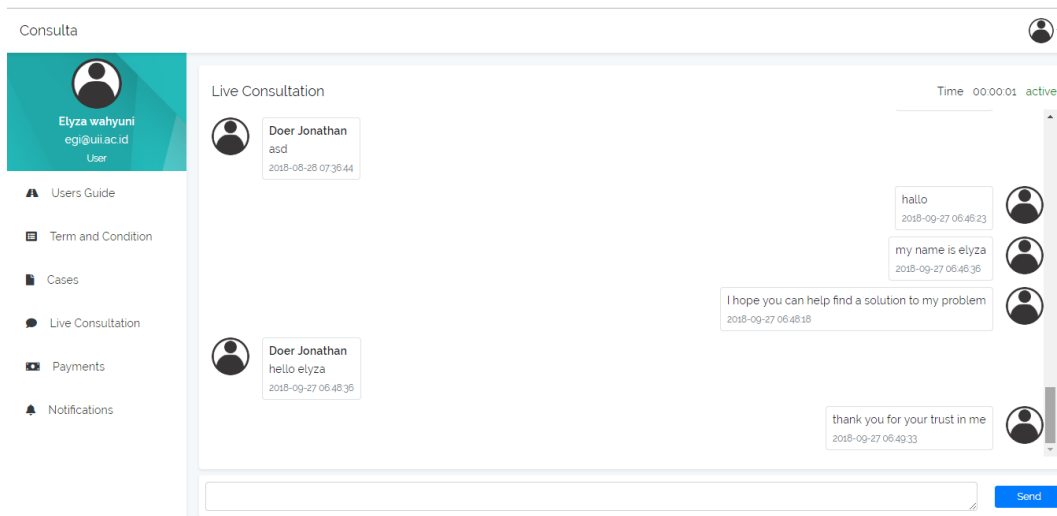 Consulta
Elyza wahyuni
egi@uii.ac.id
User
Users Guide
Term and Condition
Cases
Live Consultation
Payments
Notifications
Live Consultation
Time 00:00:01 active
Doer Jonathan
asd
2018-08-28 07:36:44
hallo
2018-09-27 06:46:23
my name is elyza
2018-09-27 06:46:36
I hope you can help find a solution to my problem
2018-09-27 06:48:18
Doer Jonathan
hello elyza
2018-09-27 06:48:36
thank you for your trust in me
2018-09-27 06:49:33
Send